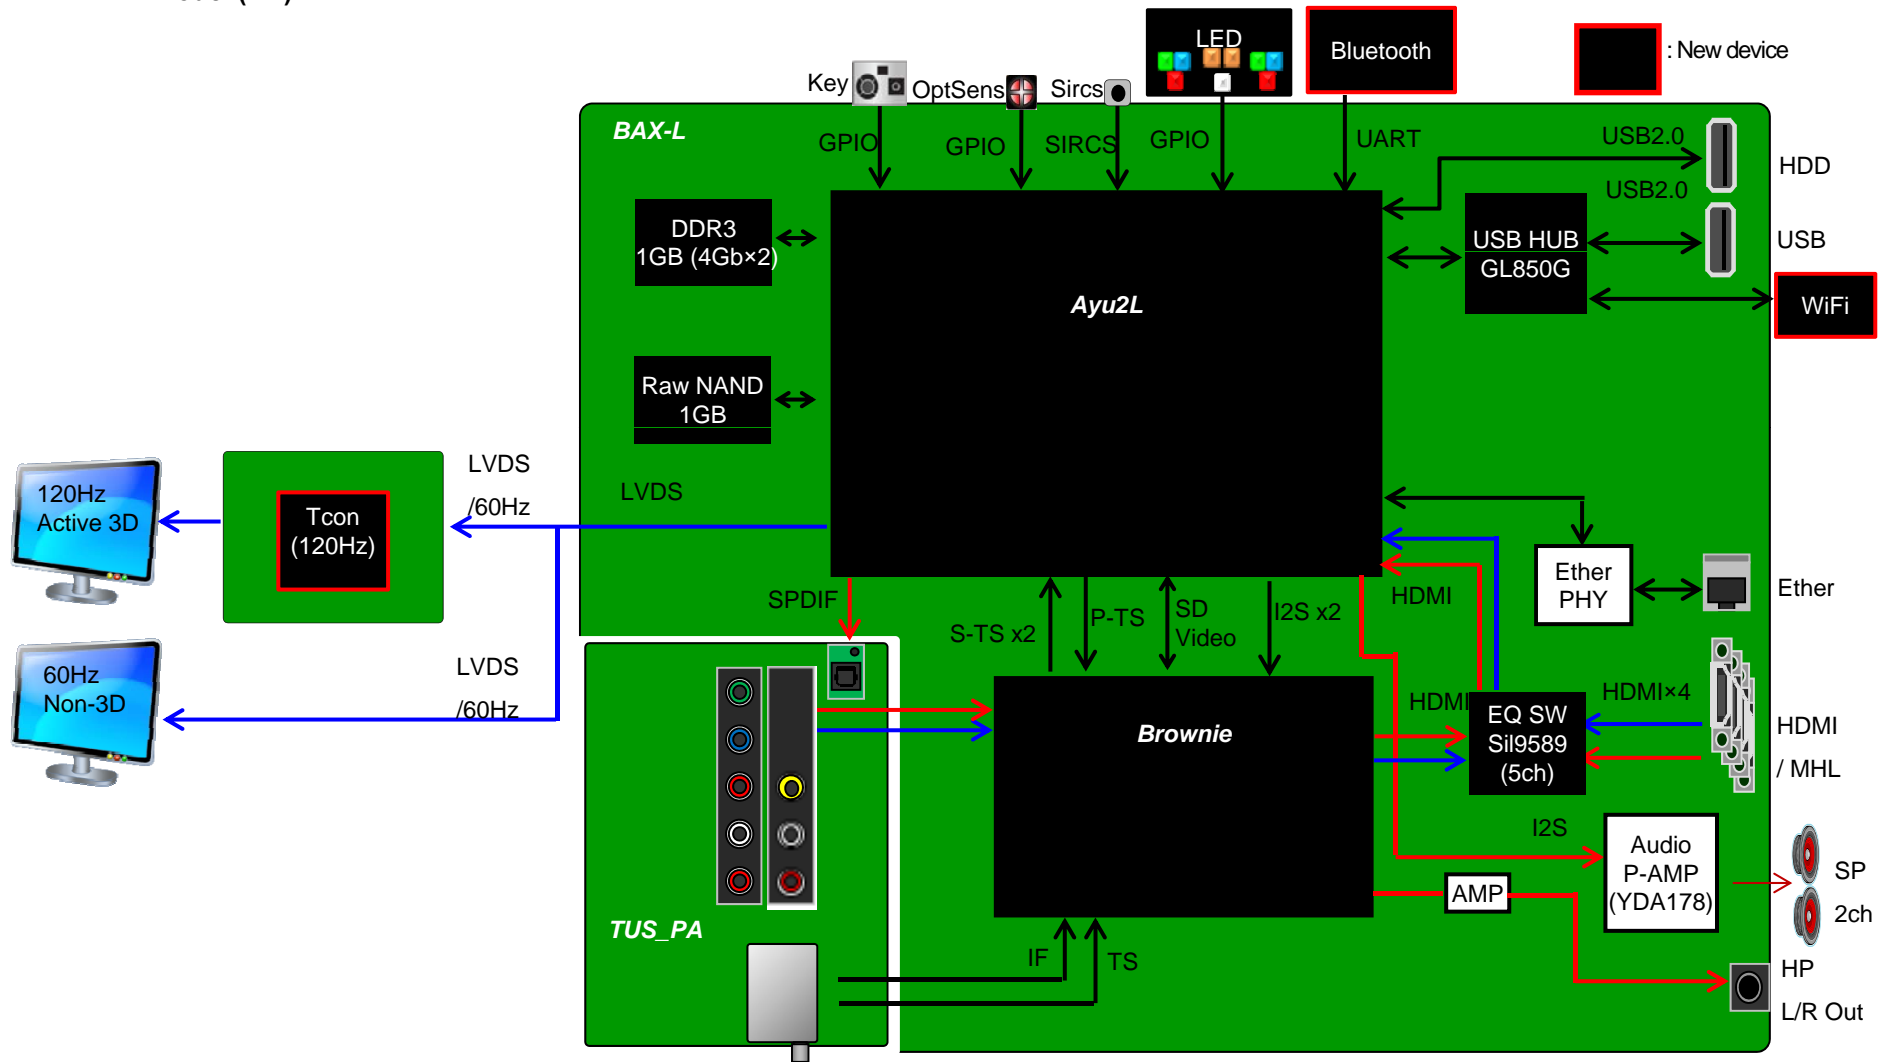 LED
Bluetooth
: New device
Key
OptSens
Sircs
BAX-L
GPIO
GPIO
SIRCS
GPIO
UART
USB2.0
HDD
USB2.0
DDR3
1GB (4Gb×2)
USB HUB
GL850G
USB
Ayu2L
WiFi
Raw NAND
1GB
LVDS
/60Hz
LVDS
120Hz
Active 3D
Tcon
(120Hz)
Ether
PHY
Ether
SPDIF
S-TS x2
P-TS
SD
Video
I2S x2
HDMI
60Hz
Non-3D
LVDS
/60Hz
HDMI
HDMI×4
EQ SW
SiI9589
(5ch)
HDMI
/ MHL
Brownie
I2S
Audio
P-AMP
(YDA178)
SP
2ch
AMP
TUS_PA
IF
TS
HP
L/R Out